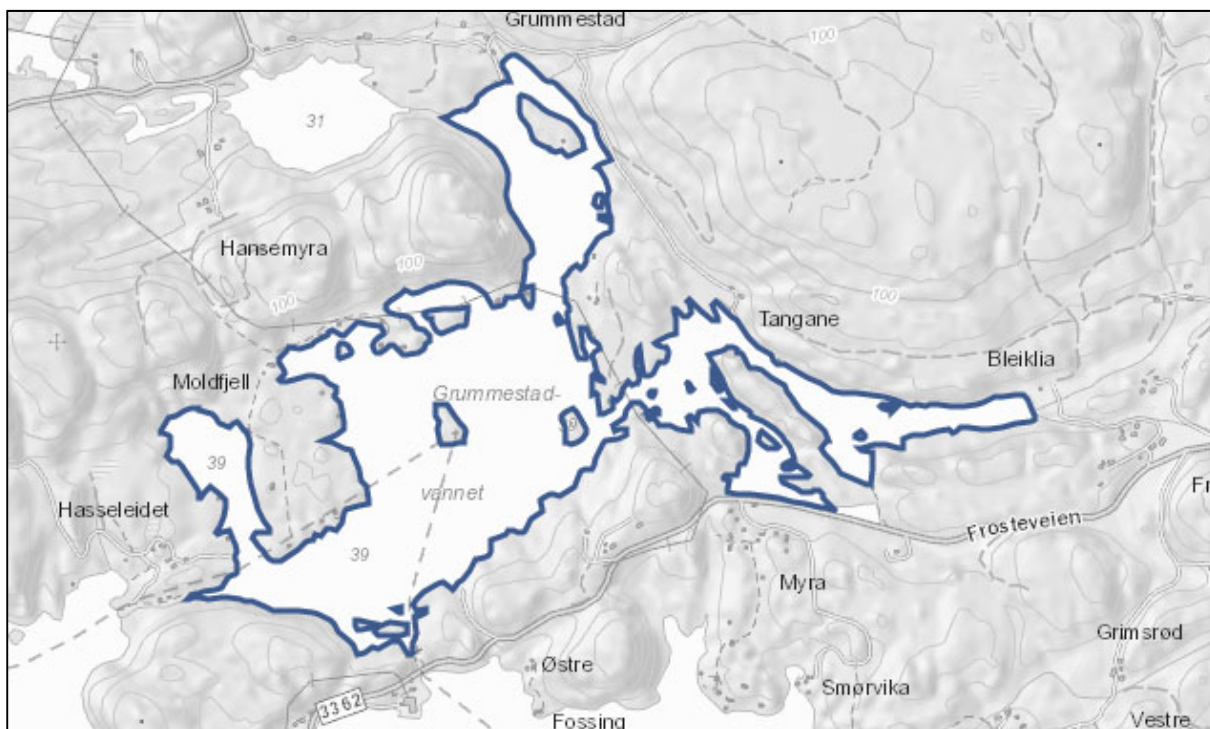 Grummestad
100
31
Hansemyra
100
100
100
Tangane
Bleiklia
Moldfjell
Grummestad-
39
39
vannet
Hasseleidet
Fr
Frosteveien
39
Myra
Grimsrød
Østre
Smørvika
3362
Fossing
Vestre